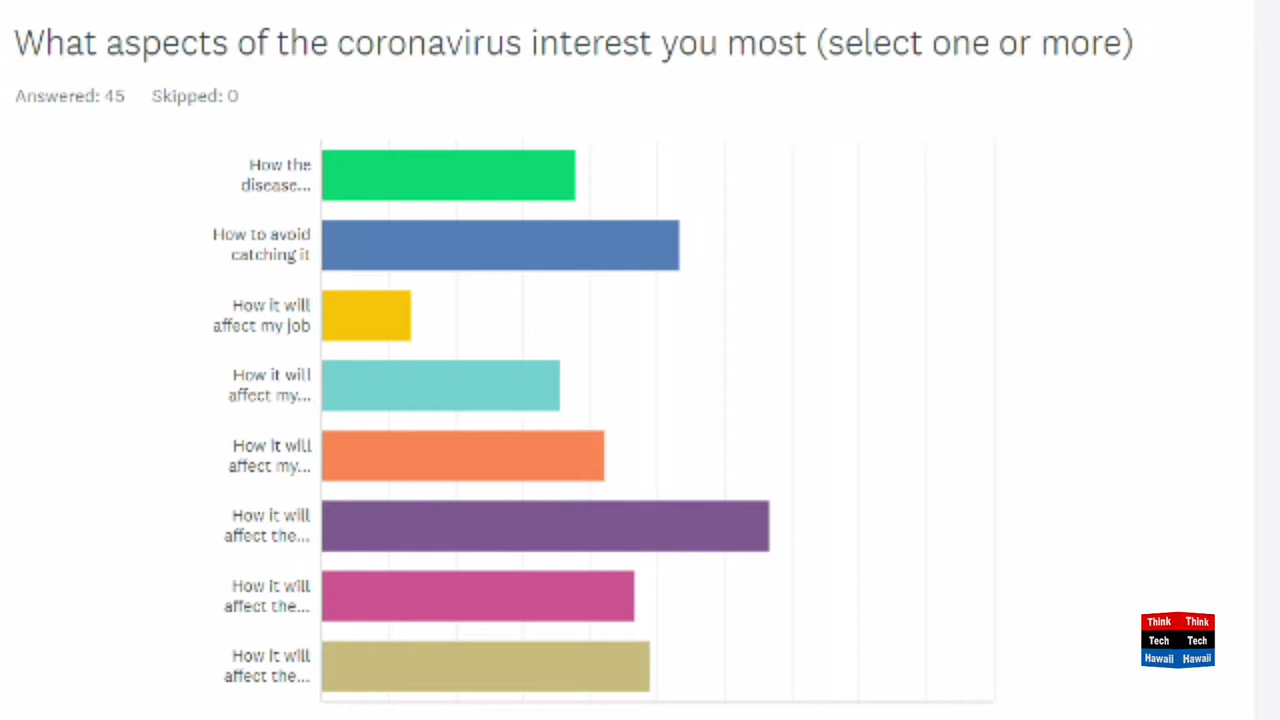 What aspects of the coronavirus interest you most (select one or more)
Answered: 45 Skipped: 0
How the
disease...
How to avoid
catching it
How it will
affect my job
How it will
affect my...
How it will
affect my...
How it will
affect the...
How it will
affect the...
How it will
affect the...
Think Think
Tech Tech
Hawaii Hawaii